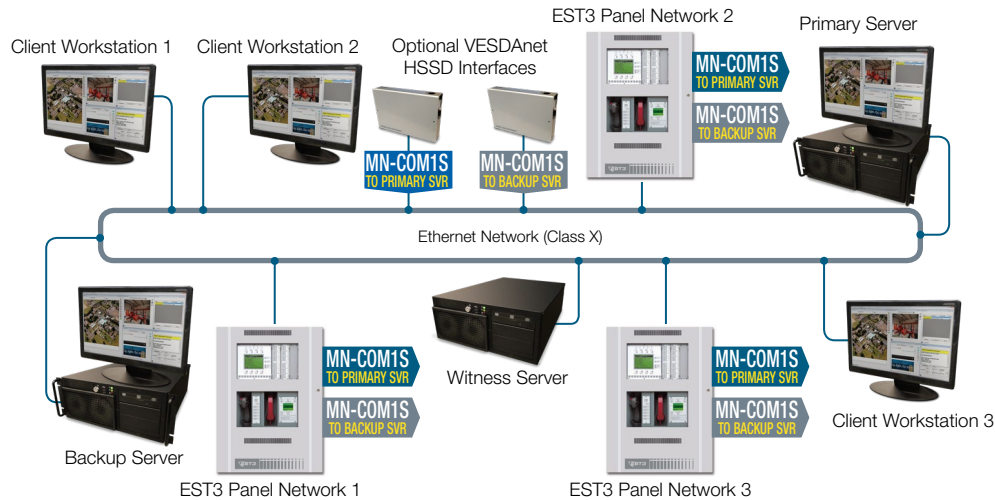 EST3 Panel Network 2
Primary Server
Client Workstation 1
Client Workstation 2
Optional VESDAnet
HSSD Interfaces
MN-COM1S
TO PRIMARY SVR
MN-COM1S
TO BACKUP SVR
MN-COM1S
TO PRIMARY SVR
MN-COM1S
TO BACKUP SVR
EST3
Ethernet Network (Class X)
MN-COM1S
TO PRIMARY SVR
MN-COM1S
TO BACKUP SVR
EST3
Witness Server
MN-COM1S
TO PRIMARY SVR
MN-COM1S
TO BACKUP SVR
EST3
Client Workstation 3
Backup Server
EST3 Panel Network 1
EST3 Panel Network 3